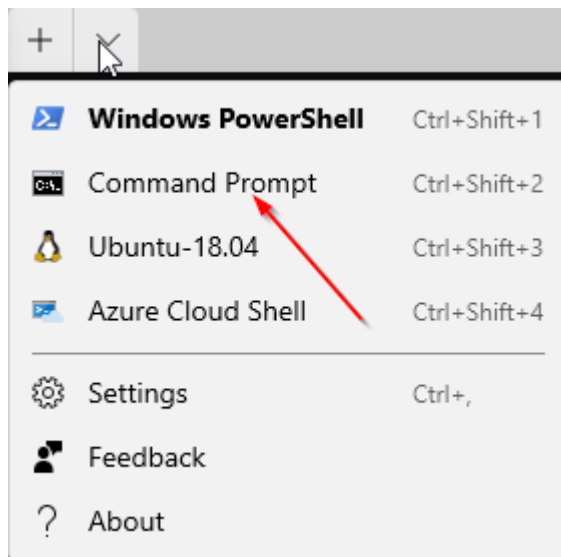 Windows PowerShell Ctrl+Shift+1
Command Prompt Ctrl+Shift+2
Ubuntu-18.04 Ctrl+Shift+3
Azure Cloud Shell Ctrl+Shift+4
Settings Ctrl+,
Feedback
About